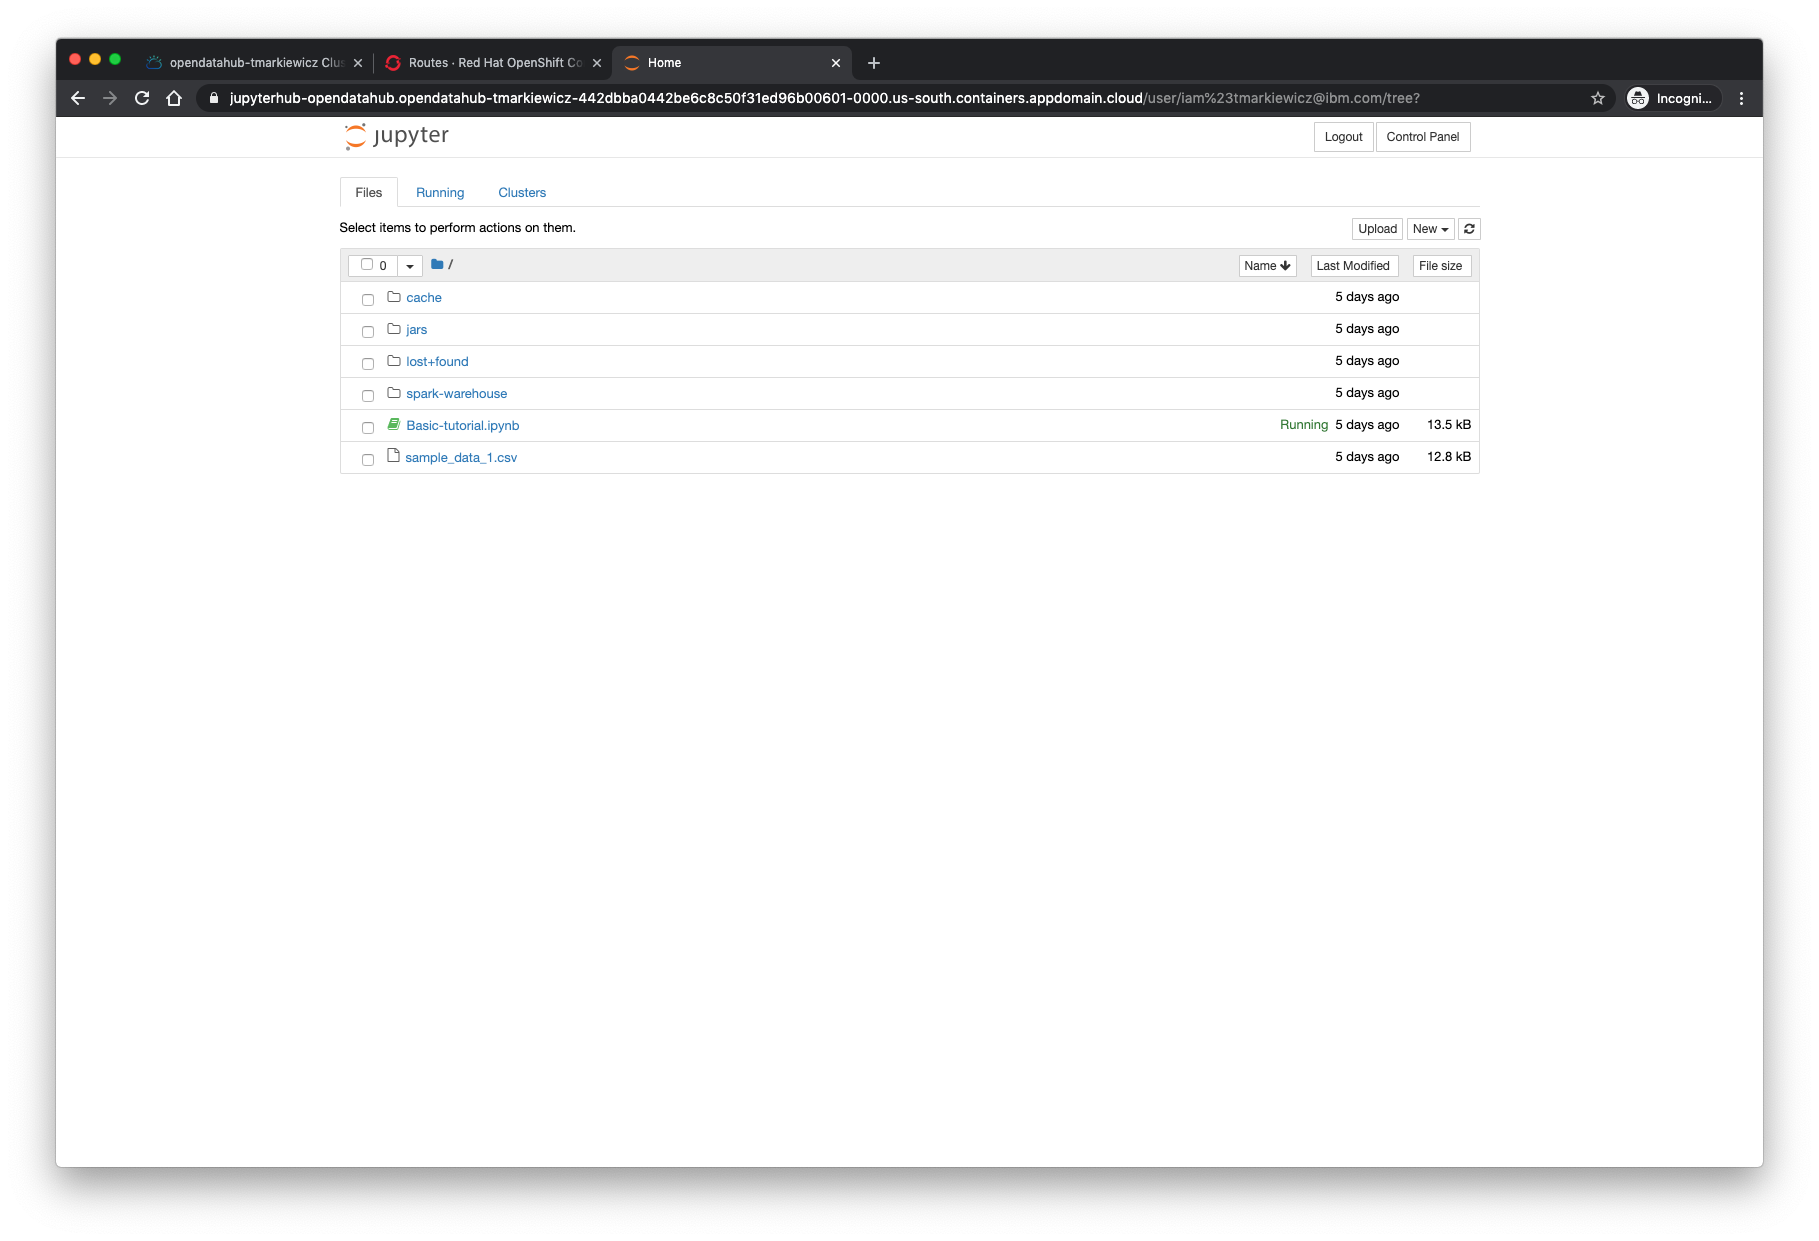 opendatahub-tmarkiewicz Clus
Routes · Red Hat OpenShift Co
Home
jupyterhub-opendatahub.opendatahub-tmarkiewicz-442dbba0442be6c8c50f31ed96b00601-0000.us-south.containers.appdomain.cloud/user/iam%23tmarkiewicz@ibm.com/tree?
Incogni...
jupyter
Logout Control Panel
Files Running Clusters
Select items to perform actions on them.
Upload New
0 / Name Last Modified File size
cache 5 days ago
jars 5 days ago
lost+found 5 days ago
spark-warehouse 5 days ago
Basic-tutorial.ipynb Running 5 days ago 13.5 kB
sample_data_1.csv 5 days ago 12.8 kB